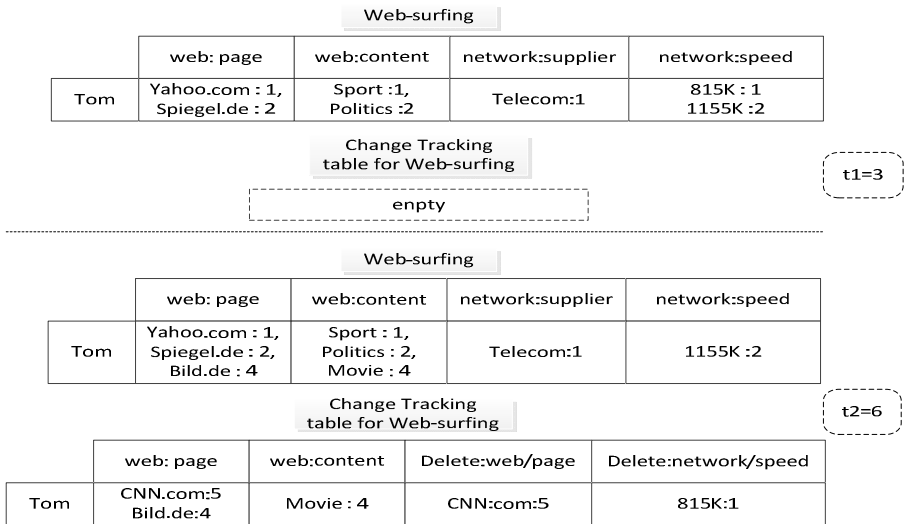 Web-surfing
web: page web:content network:supplier network:speed
Tom Yahoo.com : 1, Sport :1, Telecom:1 815K : 1
Spiegel.de : 2 Politics :2 1155K :2
Change Tracking
table for Web-surfing
t1=3
enpty
Web-surfing
web: page web:content network:supplier network:speed
Yahoo.com : 1, Sport : 1,
Tom Spiegel.de : 2, Politics : 2, Telecom:1 1155K :2
Bild.de : 4 Movie : 4
Change Tracking
table for Web-surfing
t2=6
web: page web:content Delete:web/page Delete:network/speed
Tom CNN.com:5 Movie : 4 CNN:com:5 815K:1
Bild.de:4